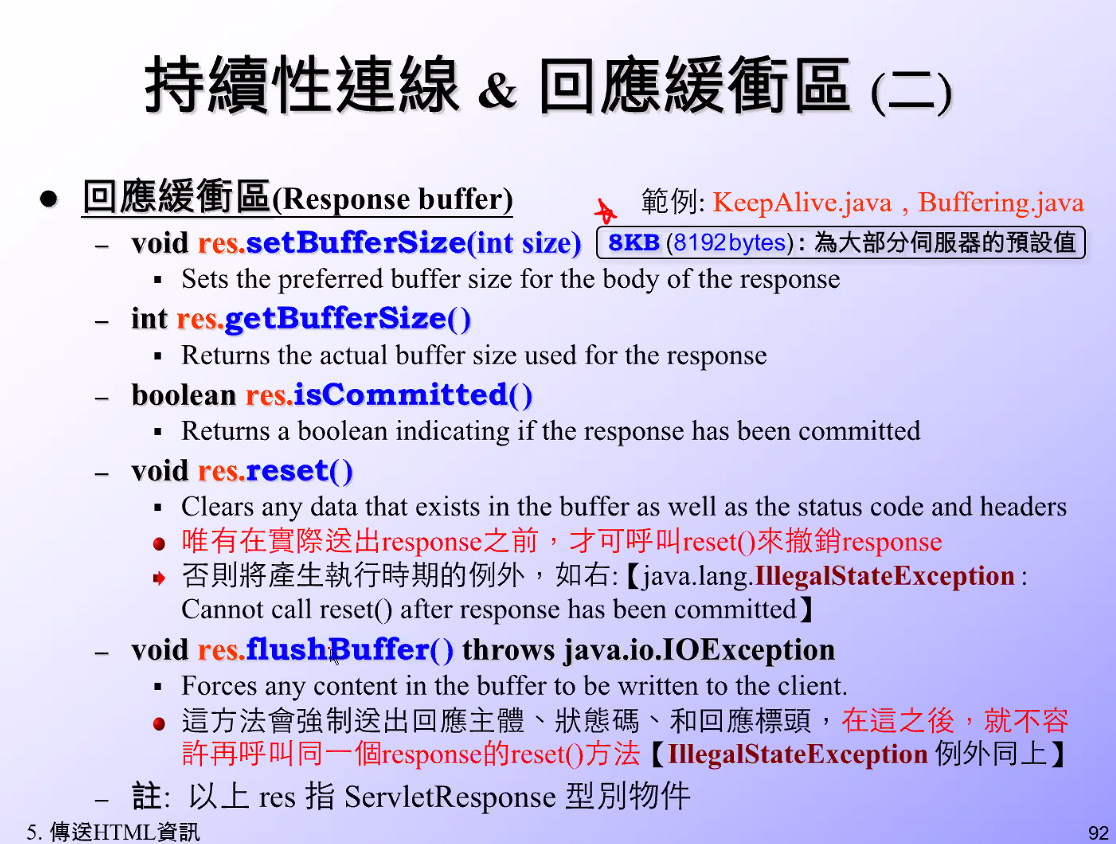 持續性連線 & 回應緩衝區 (二)
回應緩衝區(Response buffer)
範例: KeepAlive.java , Buffering.java
– void res.setBufferSize(int size)
8KB (8192bytes) : 為大部分伺服器的預設值
▪ Sets the preferred buffer size for the body of the response
– int res.getBufferSize()
▪ Returns the actual buffer size used for the response
– boolean res.isCommitted()
▪ Returns a boolean indicating if the response has been committed
– void res.reset()
▪ Clears any data that exists in the buffer as well as the status code and headers
唯有在實際送出response之前，才可呼叫reset()來撤銷response
否則將產生執行時期的例外，如右:【java.lang.IllegalStateException :
Cannot call reset() after response has been committed】
– void res.flushBuffer() throws java.io.IOException
▪ Forces any content in the buffer to be written to the client.
這方法會強制送出回應主體、狀態碼、和回應標頭，在這之後，就不容
許再呼叫同一個response的reset()方法【IllegalStateException 例外同上】
– 註: 以上 res 指 ServletResponse 型別物件
5. 傳送HTML資訊
92